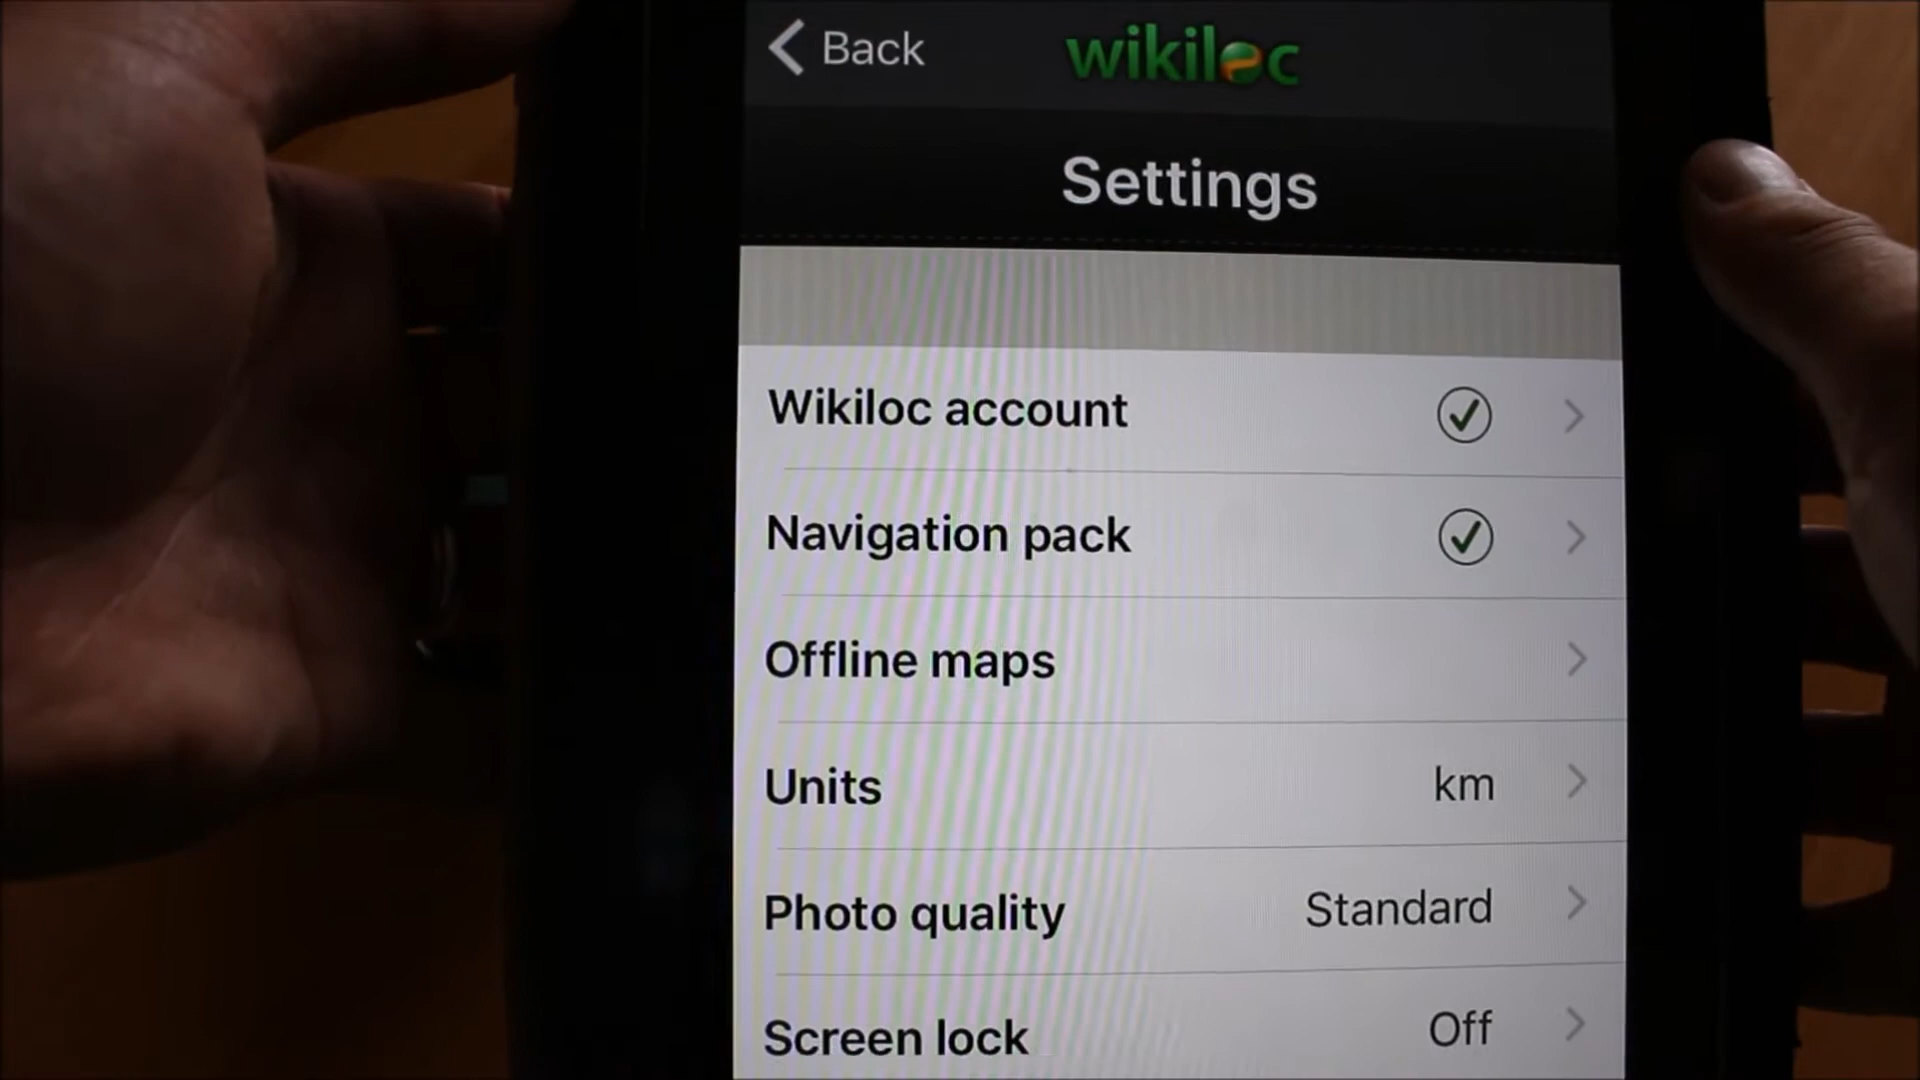 Back
wikiloc
Settings
Wikiloc account
Navigation pack
Offline maps
Units km
Photo quality Standard
Screen lock Off